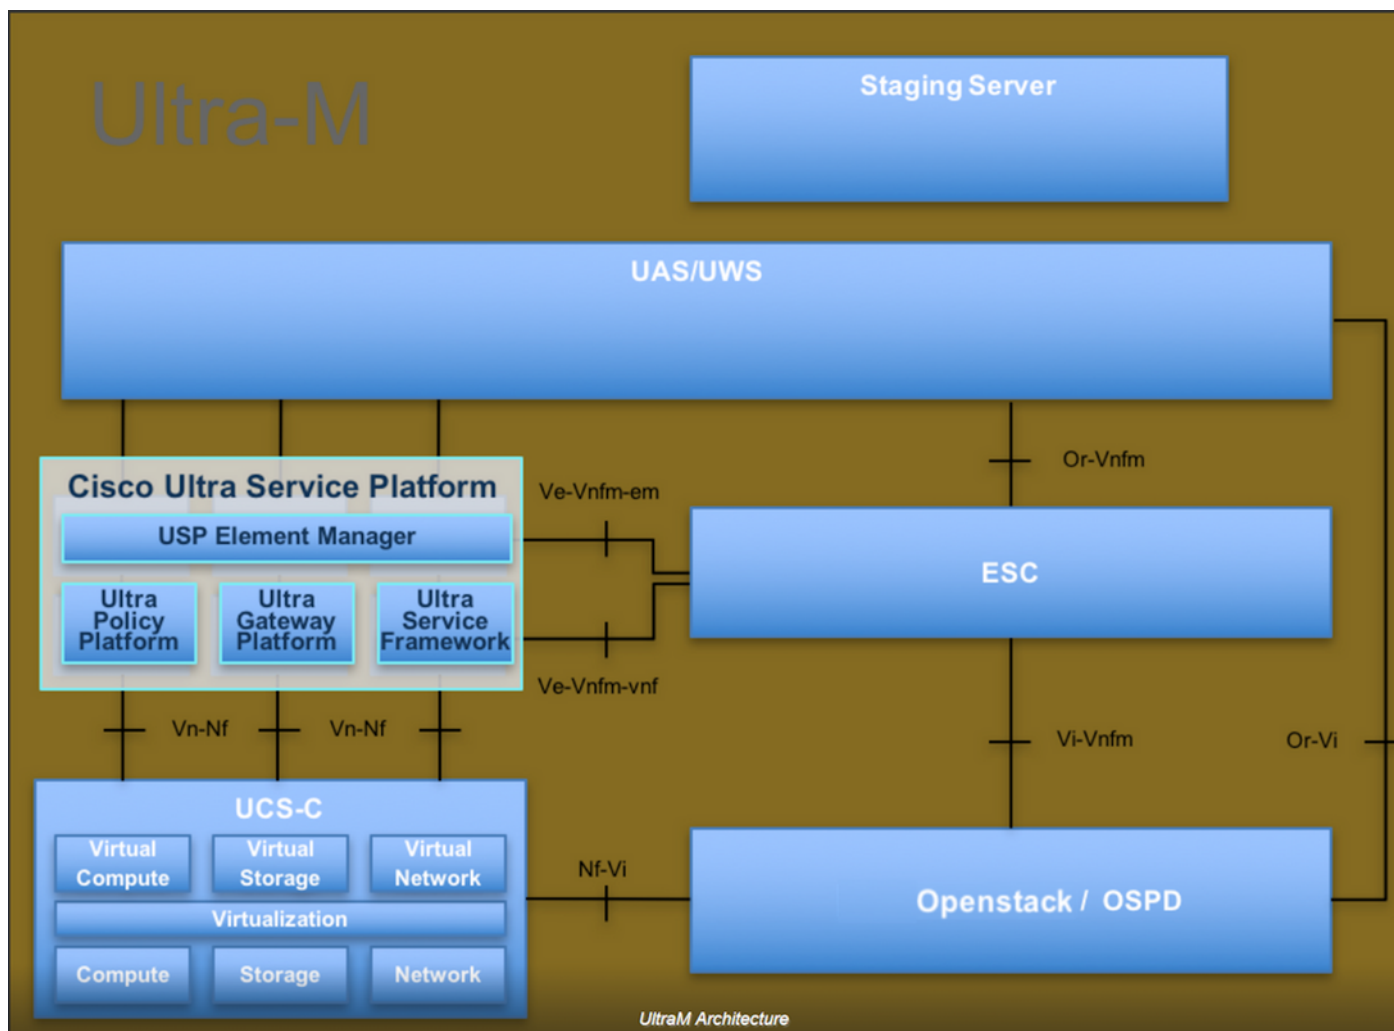 Ultra-M
Staging Server
UAS/UWS
Or-Vnfm
Cisco Ultra Service Platform
Ve-Vnfm-em
USP Element Manager
ESC
Ultra
Policy
Platform
Ultra
Gateway
Platform
Ultra
Service
Framework
Ve-Vnfm-vnf
Vn-Nf
Vn-Nf
Vi-Vnfm
Or-Vi
UCS-C
Virtual
Compute
Virtual
Storage
Virtual
Network
Nf-Vi
Openstack / OSPD
Virtualization
Compute
Storage
Network
UltraM Architecture